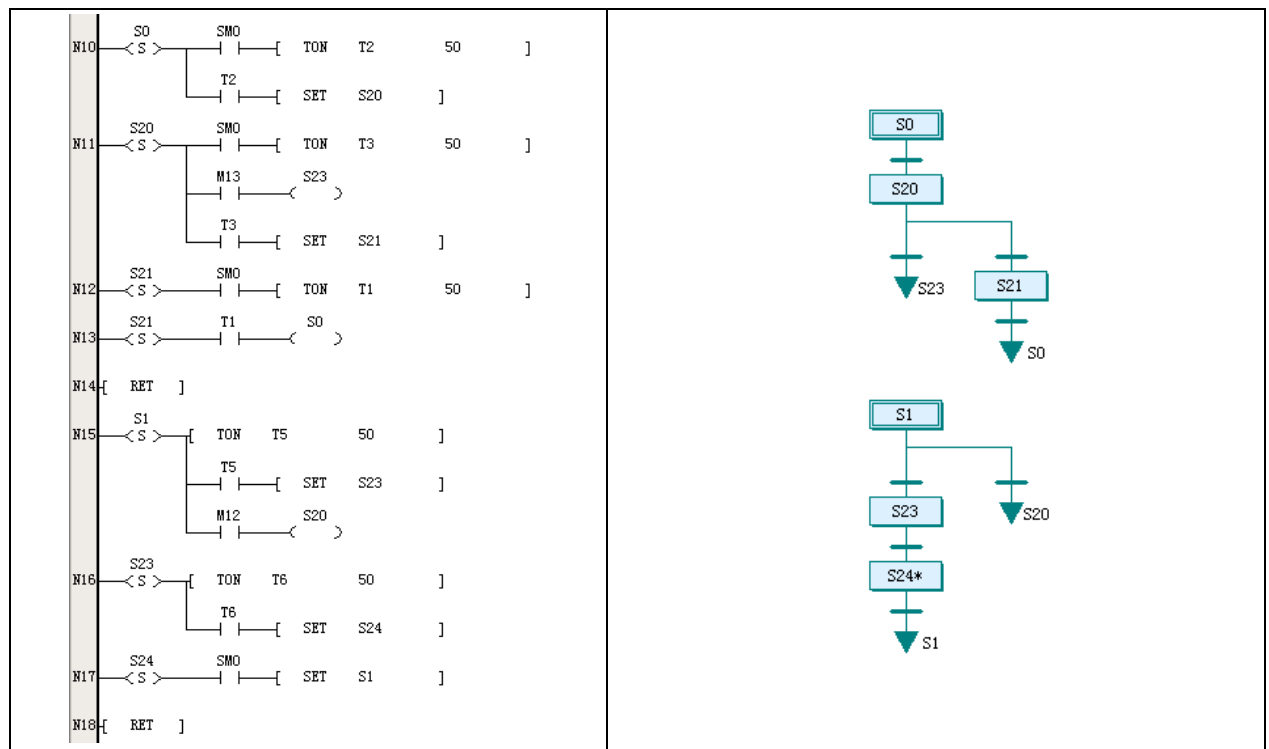 S0 SM0
N10 S TON T2 50 ]
T2
[ SET S20 ]
S20 SM0
N11 S [ TON T3 50 ]
M13 S23
T3
[ SET S21 ]
S21 SM0
N12 S [ TON T1 50 ]
S21 T1 S0
N13 S
N14 [ RET ]
S1
N15 S [ TON T5 50 ]
T5
[ SET S23 ]
M12 S20
S23
N16 S [ TON T6 50 ]
T6
[ SET S24 ]
S24 SM0
N17 S [ SET S1 ]
N18 [ RET ]
S0
S20
S23
S21
S0
S1
S23
S20
S24*
S1